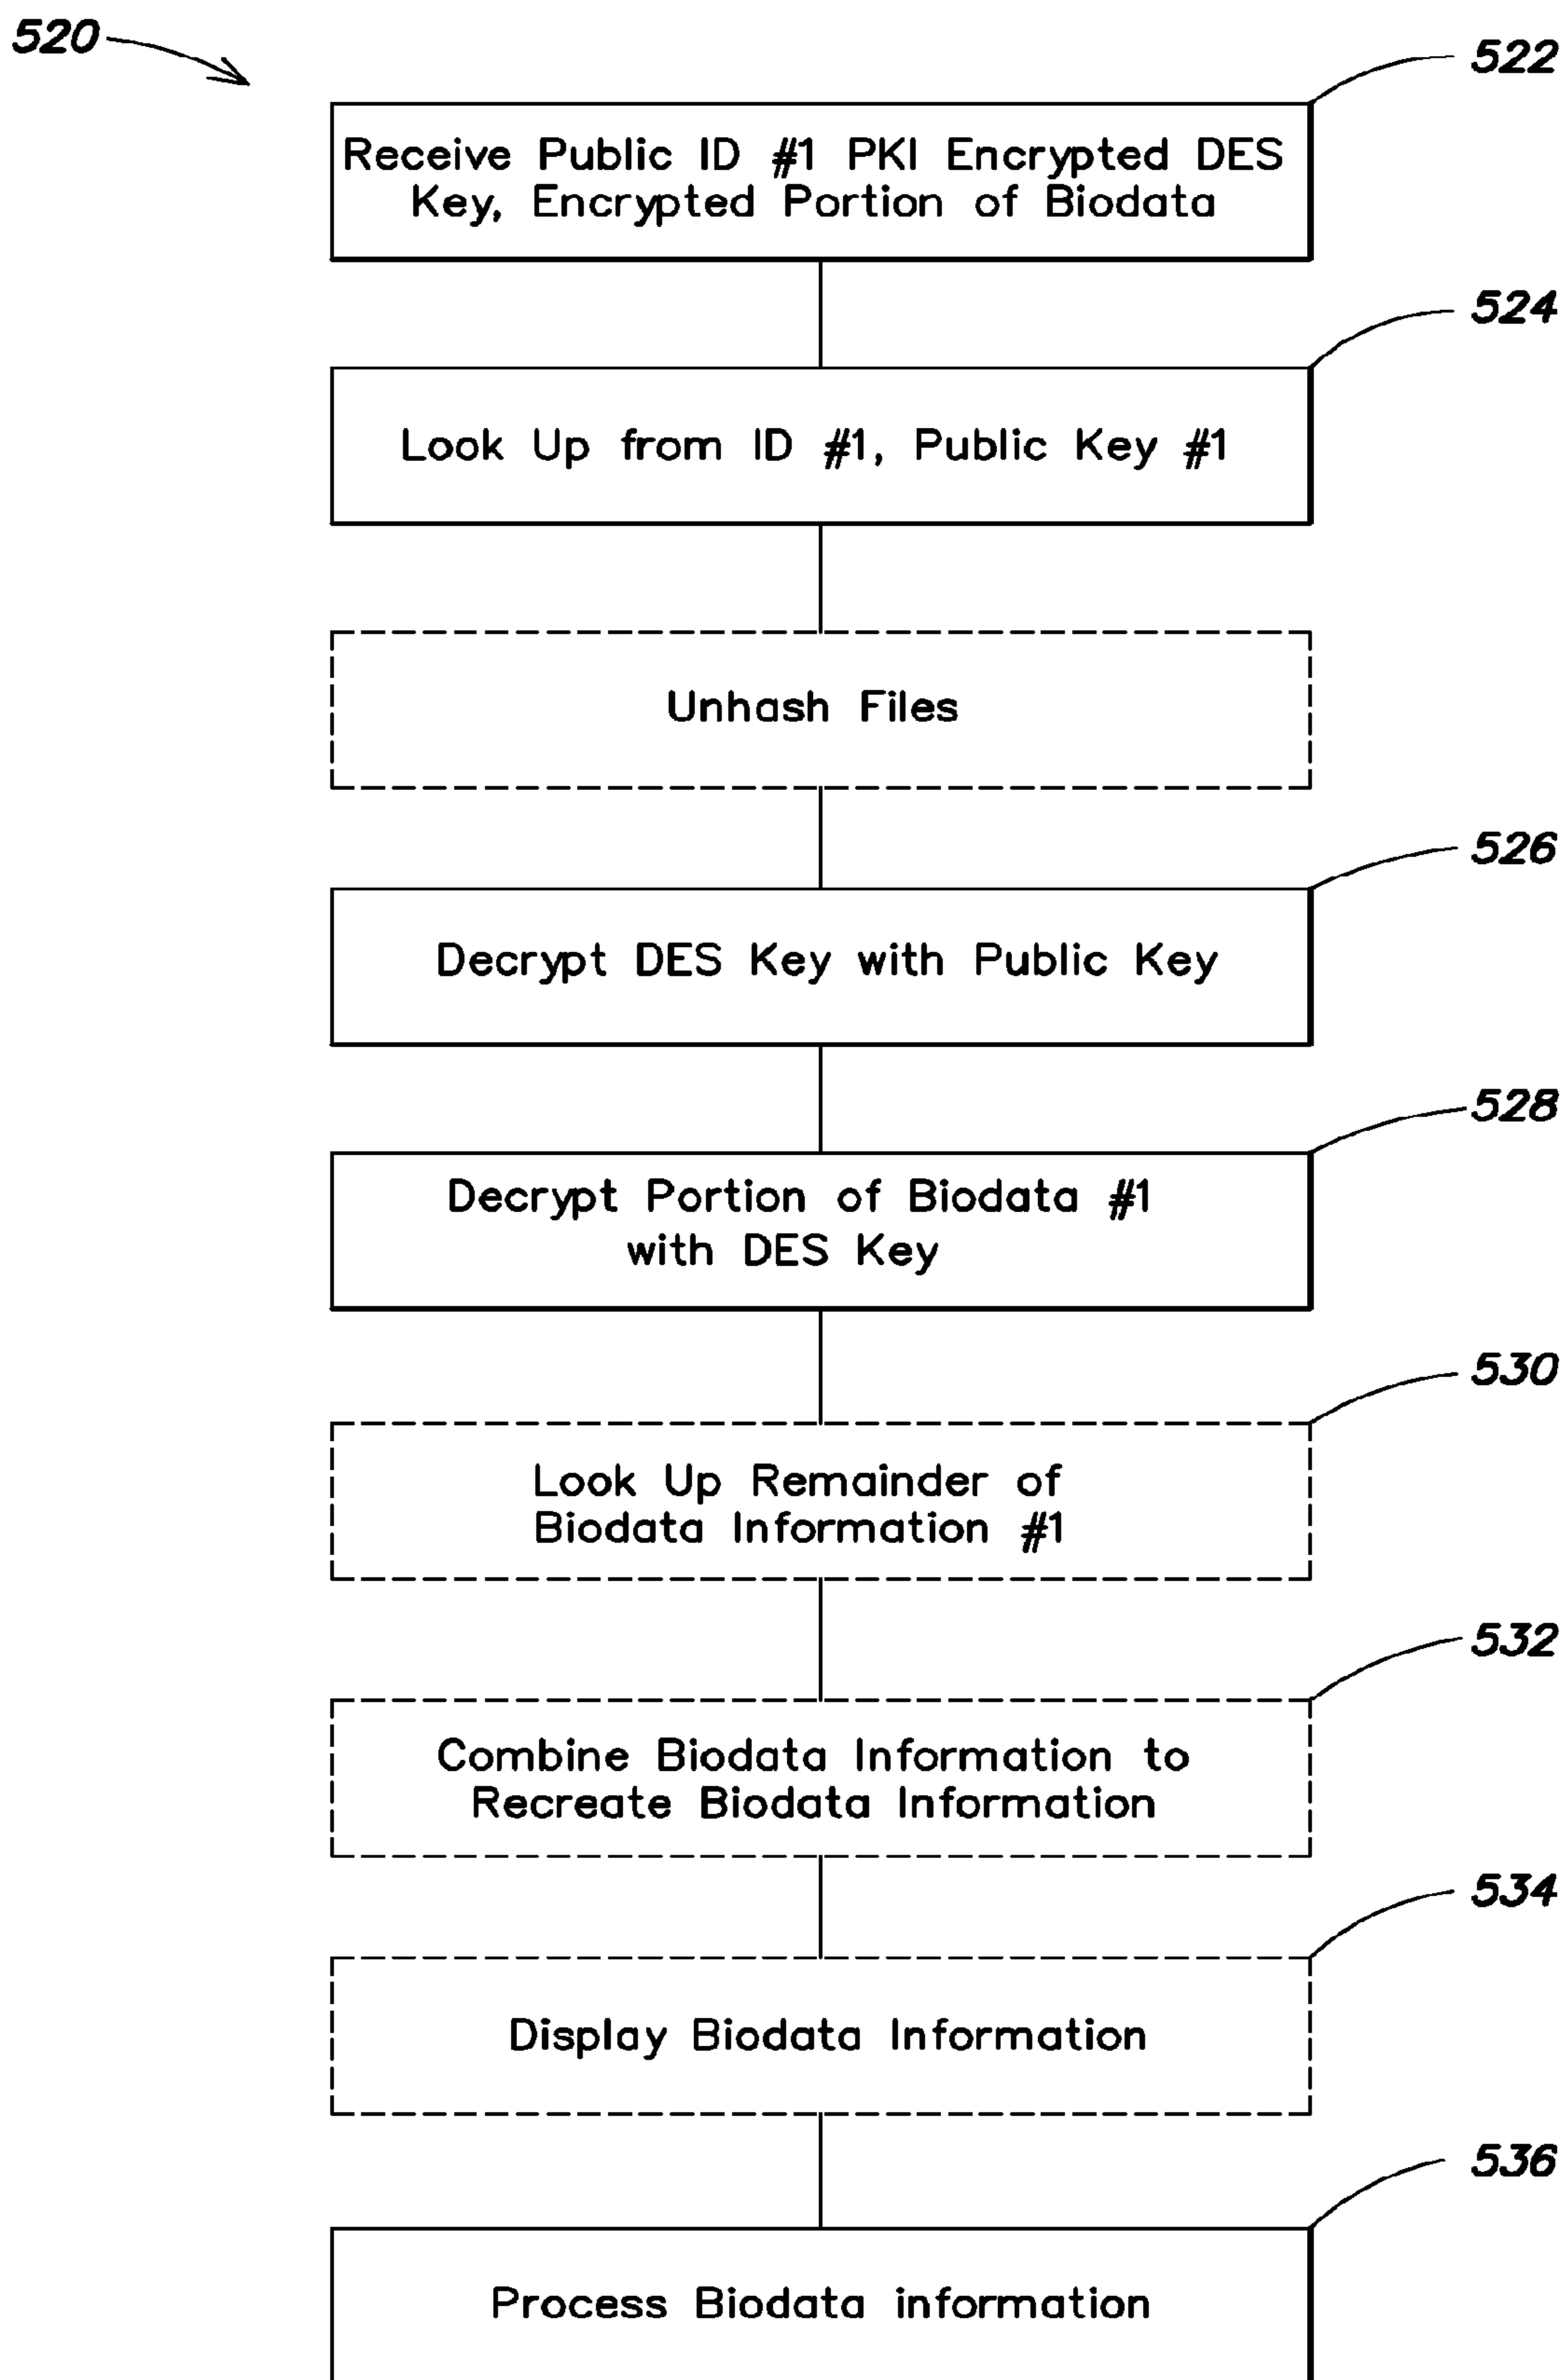 520
522
Receive Public ID #1 PKI Encrypted DES
Key, Encrypted Portion of Biodata
524
Look Up from ID #1, Public Key #1
Unhash Files
526
Decrypt DES Key with Public Key
528
Decrypt Portion of Biodata #1
with DES Key
530
Look Up Remainder of
Biodata Information #1
532
Combine Biodata Information to
Recreate Biodata Information
534
Display Biodata Information
536
Process Biodata information